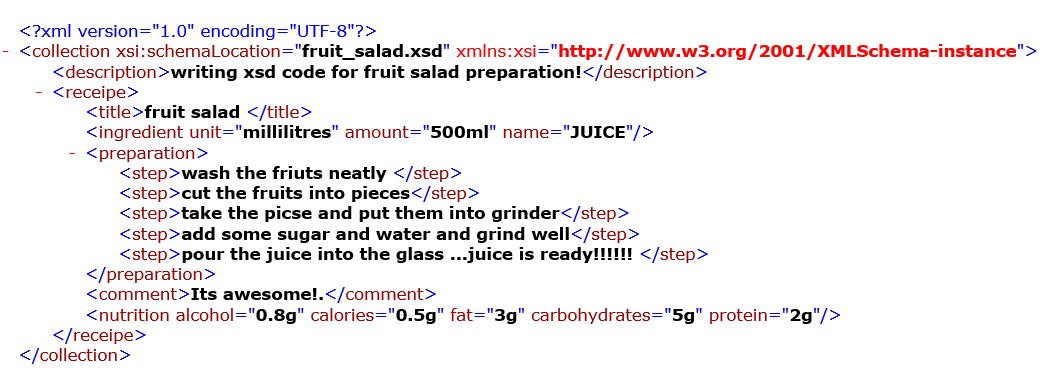 <?xml version="1.0" encoding="UTF-8"?>
- <collection xsi:schemaLocation="fruit_salad.xsd" xmlns:xsi="http://www.w3.org/2001/XMLSchema-instance">
<description>writing xsd code for fruit salad preparation!</description>
- <receipe>
<title>fruit salad </title>
<ingredient unit="millilitres" amount="500ml" name="JUICE"/>
- <preparation>
<step>wash the friuts neatly </step>
<step>cut the fruits into pieces</step>
<step>take the picse and put them into grinder</step>
<step>add some sugar and water and grind well</step>
<step>pour the juice into the glass ...juice is ready!!!!!! </step>
</preparation>
<comment>Its awesome!.</comment>
<nutrition alcohol="0.8g" calories="0.5g" fat="3g" carbohydrates="5g" protein="2g"/>
</receipe>
</collection>